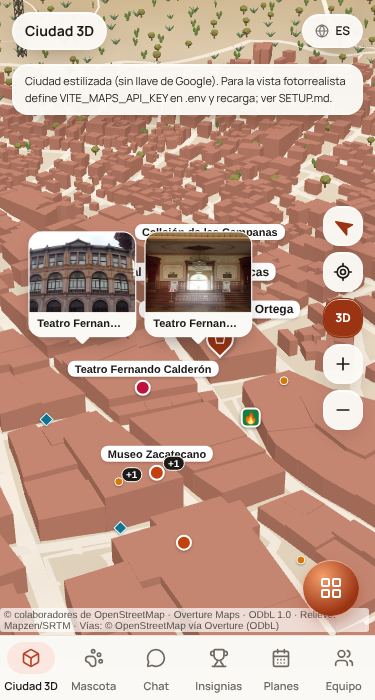 Ciudad 3D
ES
Ciudad estilizada (sin llave de Google). Para la vista fotorrealista
define VITE_MAPS_API_KEY en .env y recarga; ver SETUP.md.
Callejón de las Campanas
Teatro Fernan...
Teatro Fernan...
Ortega
3D
Teatro Fernando Calderón
+
−
Museo Zacatecano
+1
+1
© colaboradores de OpenStreetMap · Overture Maps · ODbL 1.0 · Relieve:
Mapzen/SRTM · Vías: © OpenStreetMap vía Overture (ODbL)
Ciudad 3D
Mascota
Chat
Insignias
Planes
Equipo